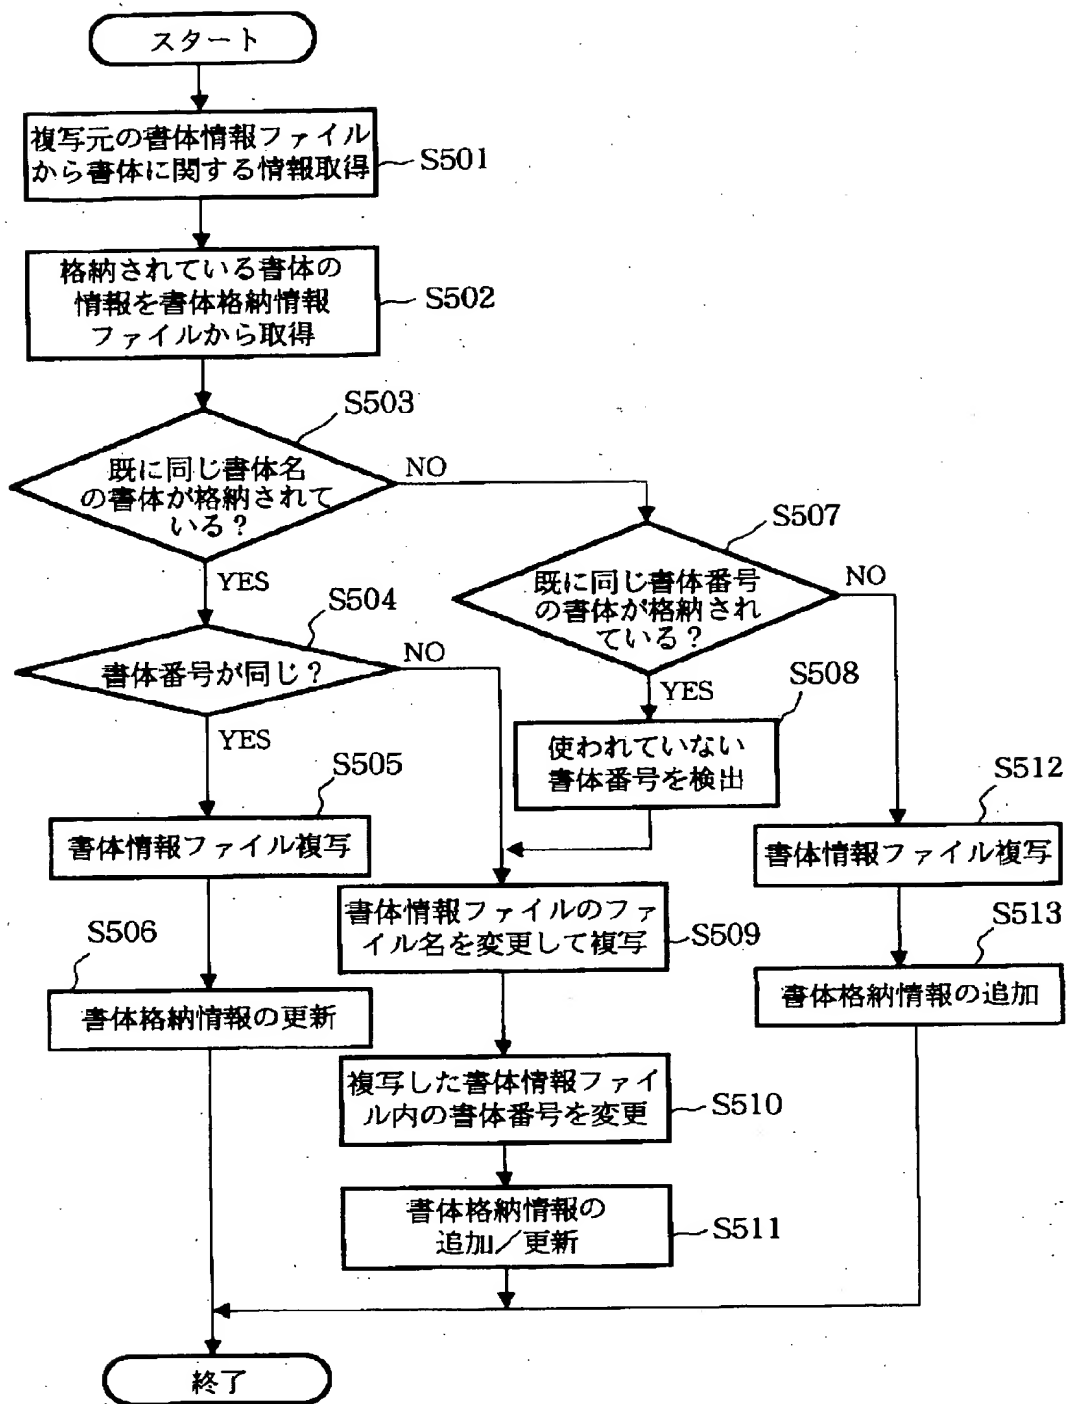 スタート
複写元の書体情報ファイル
から書体に関する情報取得
S501
格納されている書体の
情報を書体格納情報
ファイルから取得
S502
S503
既に同じ書体名
の書体が格納されて
いる?
NO
YES
S507
既に同じ書体番号
の書体が格納され
ている?
NO
YES
S504
書体番号が同じ?
NO
YES
S508
使われていない
書体番号を検出
S505
書体情報ファイル複写
S512
書体情報ファイル複写
書体情報ファイルのファ
イル名を変更して複写
S509
S506
書体格納情報の更新
S513
書体格納情報の追加
複写した書体情報ファイ
ル内の書体番号を変更
S510
書体格納情報の
追加/更新
S511
終了